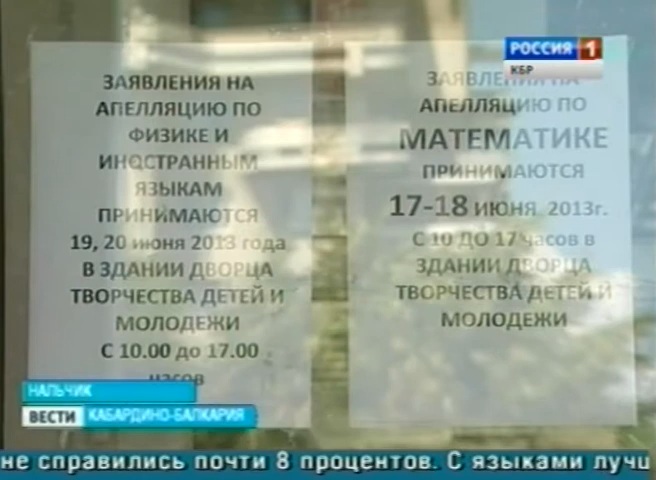 ЗАЯВЛЕНИЯ НА
АПЕЛЛЯЦИЮ ПО
ФИЗИКЕ И
ИНОСТРАННЫМ
ЯЗЫКАМ
ПРИНИМАЮТСЯ
19, 20 июня 2013 года
В ЗДАНИИ ДВОРЦА
ТВОРЧЕСТВА ДЕТЕЙ И
МОЛОДЕЖИ
С 10.00 до 17.00
часов
РОССИЯ 1
КБР
ЗАЯВЛЕНИЯ НА
АПЕЛЛЯЦИЮ ПО
МАТЕМАТИКЕ
ПРИНИМАЮТСЯ
17-18 ИЮНЯ 2013г.
С 10 ДО 17 часов в
ЗДАНИИ ДВОРЦА
ТВОРЧЕСТВА ДЕТЕЙ И
МОЛОДЕЖИ
НАЛЬЧИК
ВЕСТИ КАБАРДИНО-БАЛКАРИЯ
не справились почти 8 процентов. С языками лучш